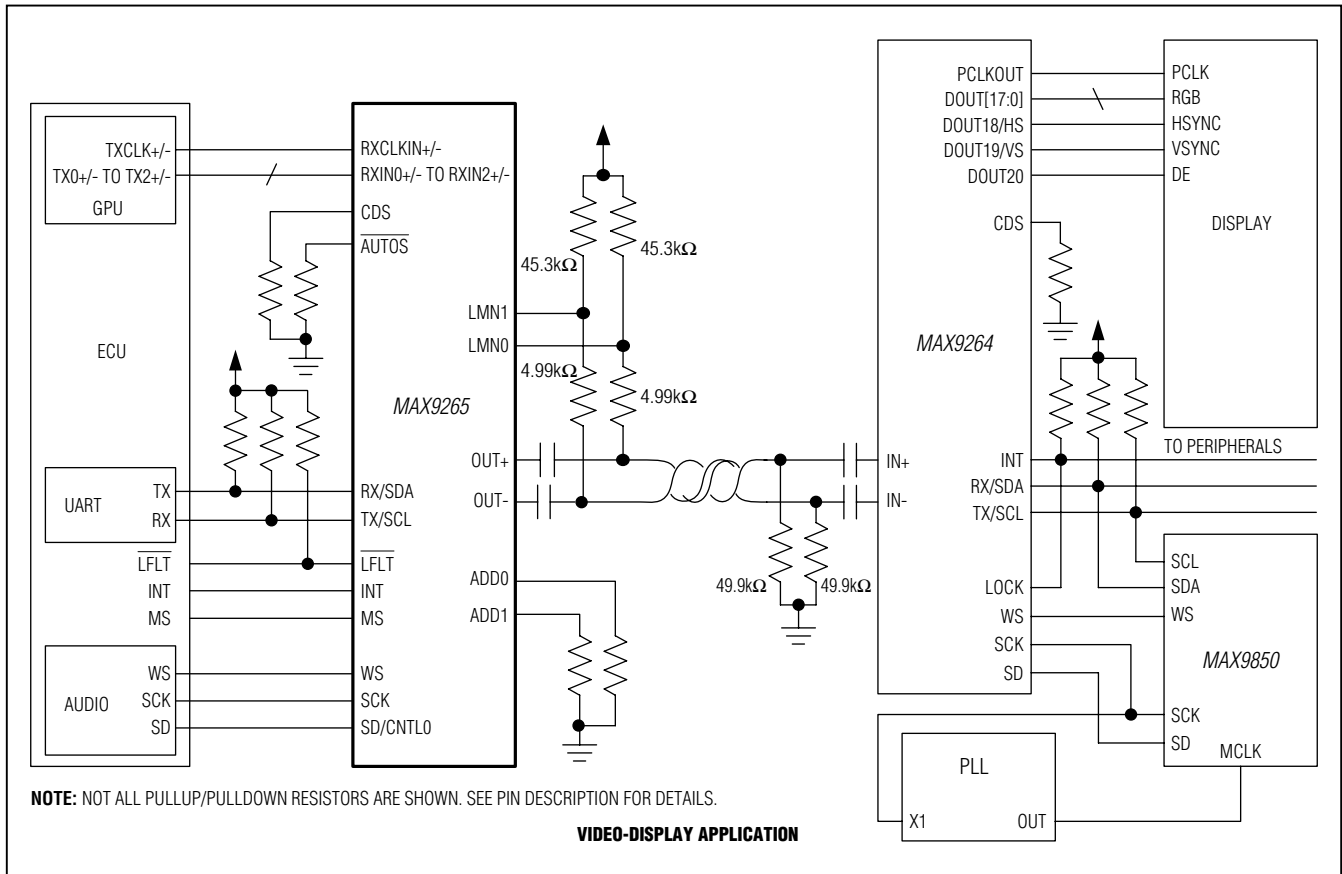 TXCLK+/-
TX0+/- TO TX2+/-
GPU
ECU
UART
TX
RX
LFLT
INT
MS
AUDIO
WS
SCK
SD
RXCLKIN+/-
RXIN0+/- TO RXIN2+/-
CDS
AUTOS
LMN1
LMN0
MAX9265
OUT+
OUT-
RX/SDA
TX/SCL
LFLT
INT
MS
ADD0
ADD1
WS
SCK
SD/CNTL0
45.3kΩ
45.3kΩ
4.99kΩ
4.99kΩ
49.9kΩ
49.9kΩ
PCLKOUT
DOUT[17:0]
DOUT18/HS
DOUT19/VS
DOUT20
CDS
MAX9264
IN+
IN-
INT
RX/SDA
TX/SCL
LOCK
WS
SCK
SD
PCLK
RGB
HSYNC
VSYNC
DE
DISPLAY
TO PERIPHERALS
SCL
SDA
WS
MAX9850
SCK
SD
MCLK
PLL
X1
OUT
NOTE: NOT ALL PULLUP/PULLDOWN RESISTORS ARE SHOWN. SEE PIN DESCRIPTION FOR DETAILS.
VIDEO-DISPLAY APPLICATION